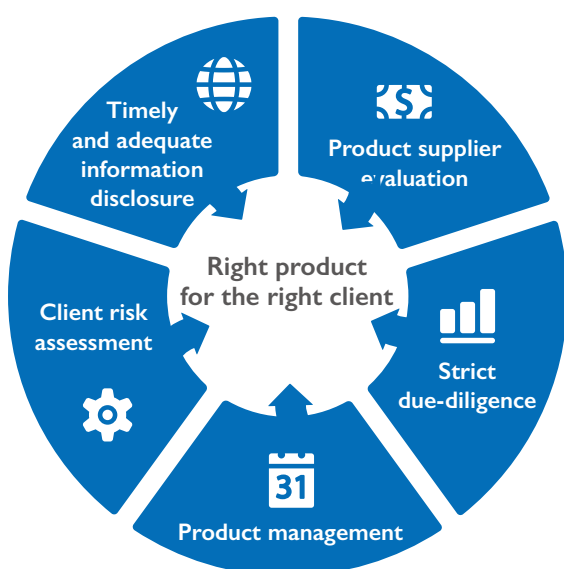 Timely
and adequate
information
disclosure
Product supplier
evaluation
Right product
for the right client
Client risk
assessment
Strict
due-diligence
31
Product management